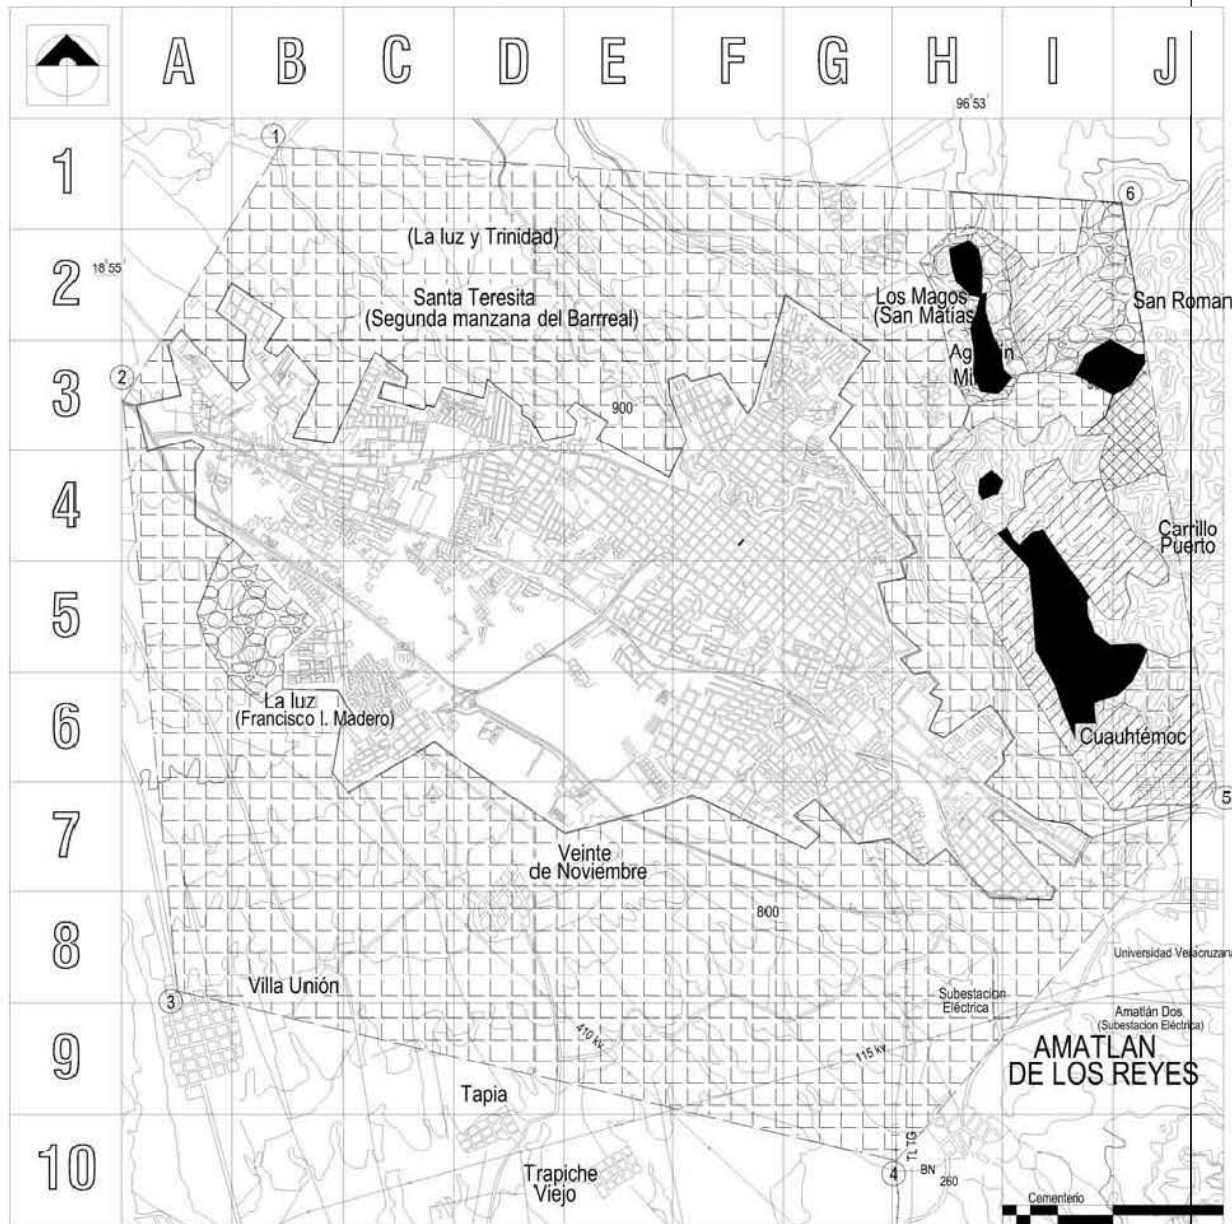 A B C D E F G H I J
96°53'
1
1
6
(La luz y Trinidad)
2
18°55'
Santa Teresita
(Segunda manzana del Barrreal)
Los Magos
(San Matías
San Roman
3
2
900
4
Carrillo
Puerto
5
La luz
(Francisco I. Madero)
6
Cuauhtémoc
5
7
Veinte
de Noviembre
800
8
Villa Unión
Universidad Veracruzana
3
Subestacion
Eléctrica
Amatlán Dos
(Subestacion Eléctrica)
9
410 kv.
115 kv.
AMATLAN
DE LOS REYES
Tapia
10
Trapiche
Viejo
TL TG
4
BN
260
Cementerio